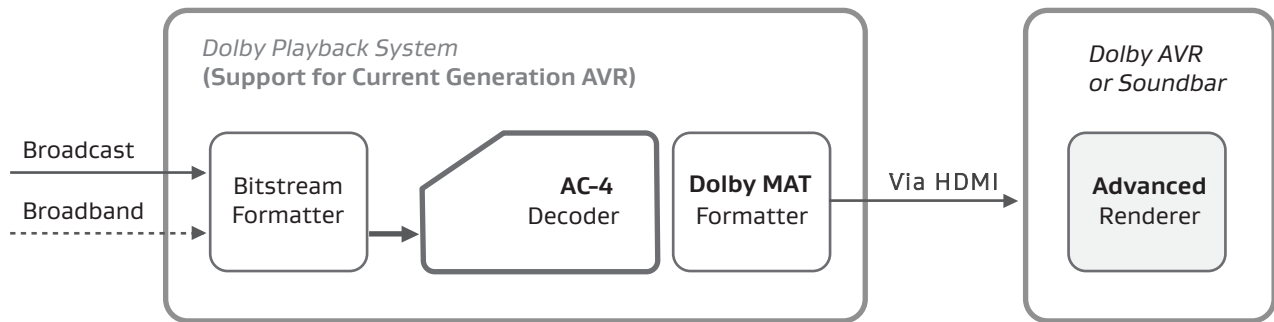 Dolby Playback System
(Support for Current Generation AVR)
Dolby AVR
or Soundbar
Broadcast
Broadband
Bitstream
Formatter
AC-4
Decoder
Dolby MAT
Formatter
Via HDMI
Advanced
Renderer